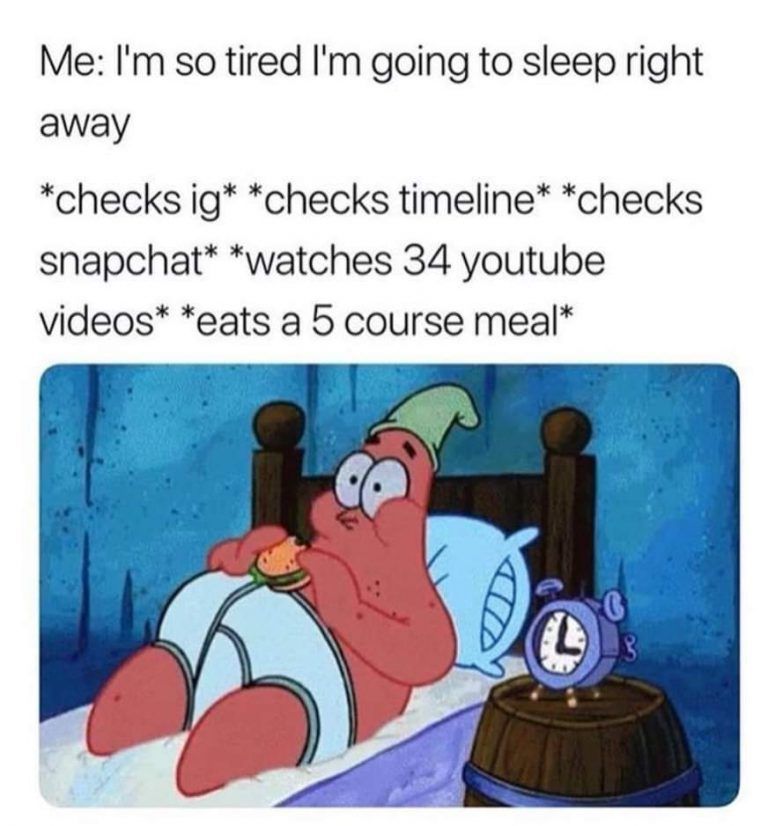 Me: I'm so tired I'm going to sleep right
away
*checks ig* *checks timeline* *checks
snapchat* *watches 34 youtube
videos* *eats a 5 course meal*